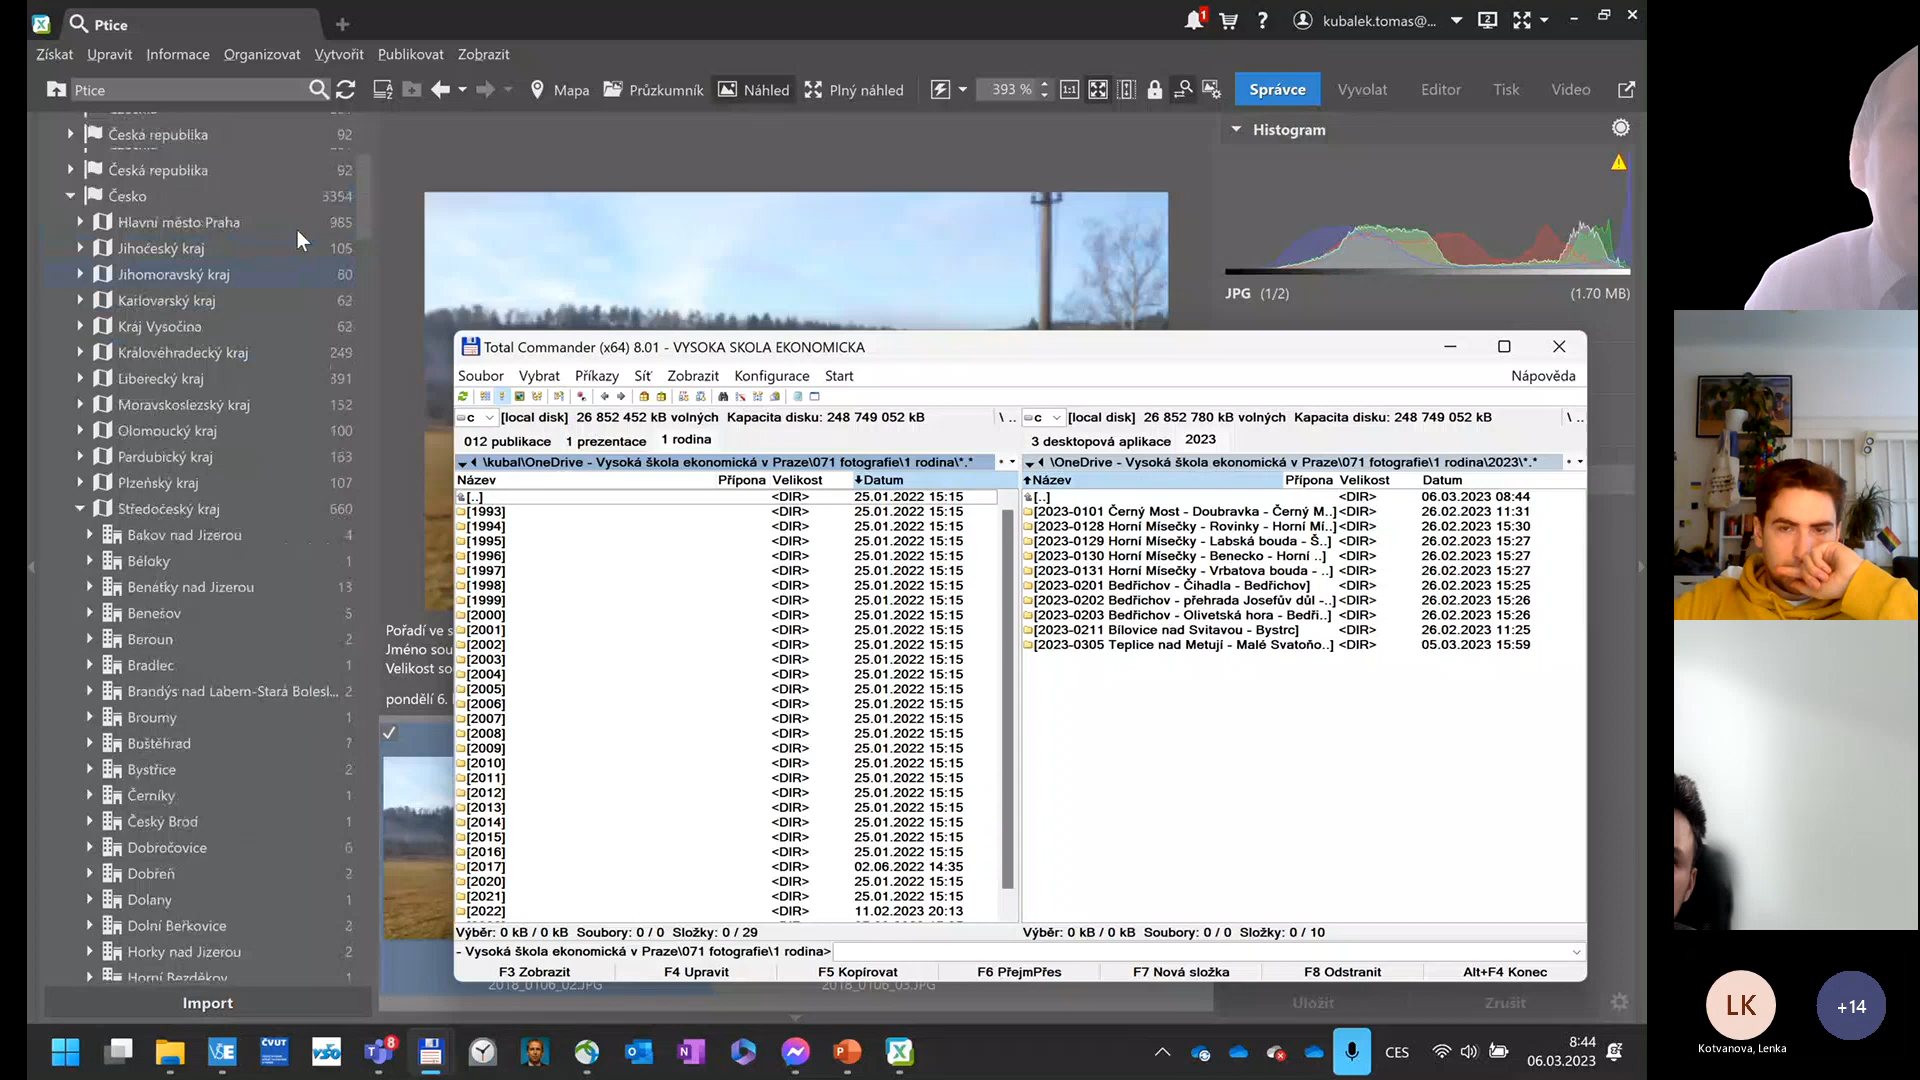 Ptice
1
kubalek.tomas@...
Získat Upravit Informace Organizovat Vytvořit Publikovat Zobrazit
Ptice
Mapa Průzkumník Náhled Plný náhled
393 %
1:1
Správce Vyvolat Editor Tisk Video
Histogram
JPG (1/2) (1.70 MB)
Česká republika 92
Česká republika 92
Česko 3354
Hlavní město Praha 985
Jihočeský kraj 105
Jihomoravský kraj 80
Karlovarský kraj 62
Kraj Vysočina 62
Královéhradecký kraj 249
Liberecký kraj 391
Moravskoslezský kraj 152
Olomoucký kraj 100
Pardubický kraj 163
Plzeňský kraj 107
Středočeský kraj 660
Bakov nad Jizerou 4
Běloky 1
Benátky nad Jizerou 13
Benešov 5
Beroun 2
Bradlec 1
Brandýs nad Labem-Stará Bolesl... 2
Broumy 1
Buštěhrad 7
Bystřice 2
Černíky 1
Český Brod 1
Dobročovice 6
Dobřeň 2
Dolany 1
Dolní Beřkovice 2
Horky nad Jizerou 2
Horní Bezděkov 1
Import
Pořadí ve s
Jméno sou
Velikost so
pondělí 6.
Total Commander (x64) 8.01 - VYSOKA SKOLA EKONOMICKA
Soubor Vybrat Příkazy Síť Zobrazit Konfigurace Start Nápověda
c [local disk] 26 852 452 kB volných Kapacita disku: 248 749 052 kB \ ..
012 publikace 1 prezentace 1 rodina
\kubal\OneDrive - Vysoká škola ekonomická v Praze\071 fotografie\1 rodina\*.*
Název Přípona Velikost Datum
[..] <DIR> 25.01.2022 15:15
[1993] <DIR> 25.01.2022 15:15
[1994] <DIR> 25.01.2022 15:15
[1995] <DIR> 25.01.2022 15:15
[1996] <DIR> 25.01.2022 15:15
[1997] <DIR> 25.01.2022 15:15
[1998] <DIR> 25.01.2022 15:15
[1999] <DIR> 25.01.2022 15:15
[2000] <DIR> 25.01.2022 15:15
[2001] <DIR> 25.01.2022 15:15
[2002] <DIR> 25.01.2022 15:15
[2003] <DIR> 25.01.2022 15:15
[2004] <DIR> 25.01.2022 15:15
[2005] <DIR> 25.01.2022 15:15
[2006] <DIR> 25.01.2022 15:15
[2007] <DIR> 25.01.2022 15:15
[2008] <DIR> 25.01.2022 15:15
[2009] <DIR> 25.01.2022 15:15
[2010] <DIR> 25.01.2022 15:15
[2011] <DIR> 25.01.2022 15:15
[2012] <DIR> 25.01.2022 15:15
[2013] <DIR> 25.01.2022 15:15
[2014] <DIR> 25.01.2022 15:15
[2015] <DIR> 25.01.2022 15:15
[2016] <DIR> 25.01.2022 15:15
[2017] <DIR> 02.06.2022 14:35
[2020] <DIR> 25.01.2022 15:15
[2021] <DIR> 25.01.2022 15:15
[2022] <DIR> 11.02.2023 20:13
Výběr: 0 kB / 0 kB Soubory: 0 / 0 Složky: 0 / 29
c [local disk] 26 852 780 kB volných Kapacita disku: 248 749 052 kB \ ..
3 desktopová aplikace 2023
\OneDrive - Vysoká škola ekonomická v Praze\071 fotografie\1 rodina\2023\*.*
Název Přípona Velikost Datum
[..] <DIR> 06.03.2023 08:44
[2023-0101 Černý Most - Doubravka - Černý M..] <DIR> 26.02.2023 11:31
[2023-0128 Horní Mísečky - Rovinky - Horní Mí..] <DIR> 26.02.2023 15:30
[2023-0129 Horní Mísečky - Labská bouda - Š..] <DIR> 26.02.2023 15:27
[2023-0130 Horní Mísečky - Benecko - Horní ..] <DIR> 26.02.2023 15:27
[2023-0131 Horní Mísečky - Vrbatova bouda - ..] <DIR> 26.02.2023 15:27
[2023-0201 Bedřichov - Čihadla - Bedřichov] <DIR> 26.02.2023 15:25
[2023-0202 Bedřichov - přehrada Josefův důl -..] <DIR> 26.02.2023 15:26
[2023-0203 Bedřichov - Olivetská hora - Bedři..] <DIR> 26.02.2023 15:26
[2023-0211 Bílovice nad Svitavou - Bystrc] <DIR> 26.02.2023 11:25
[2023-0305 Teplice nad Metují - Malé Svatoňo..] <DIR> 05.03.2023 15:59
Výběr: 0 kB / 0 kB Soubory: 0 / 0 Složky: 0 / 10
- Vysoká škola ekonomická v Praze\071 fotografie\1 rodina>
F3 Zobrazit F4 Upravit F5 Kopírovat F6 PřejmPřes F7 Nová složka F8 Odstranit Alt+F4 Konec
2018_0106_02.JPG 2018_0106_03.JPG
Uložit Zrušit
8
CES
8:44
06.03.2023
LK
+14
Kotvanova, Lenka